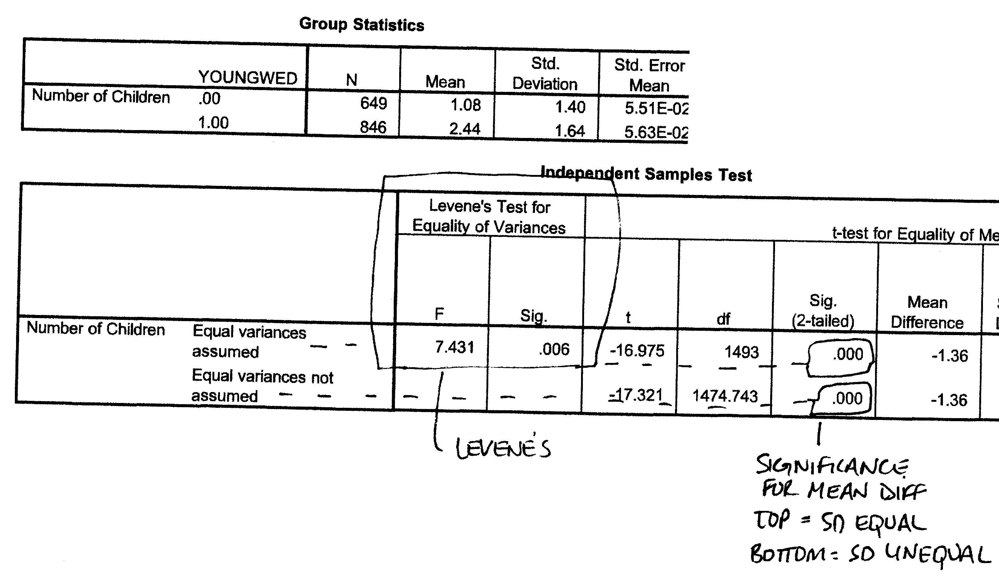 Group Statistics
YOUNGWED N Mean Std. Deviation Std. Error Mean
Number of Children .00 649 1.08 1.40 5.51E-02
1.00 846 2.44 1.64 5.63E-02
Independent Samples Test
Levene's Test for
Equality of Variances
t-test for Equality of Me
F Sig. t df Sig. (2-tailed) Mean Difference
Number of Children Equal variances assumed 7.431 .006 -16.975 1493 .000 -1.36
Equal variances not assumed -17.321 1474.743 .000 -1.36
LEVENE'S
SIGNIFICANCE
FOR MEAN DIFF
TOP = SD EQUAL
BOTTOM = SD UNEQUAL